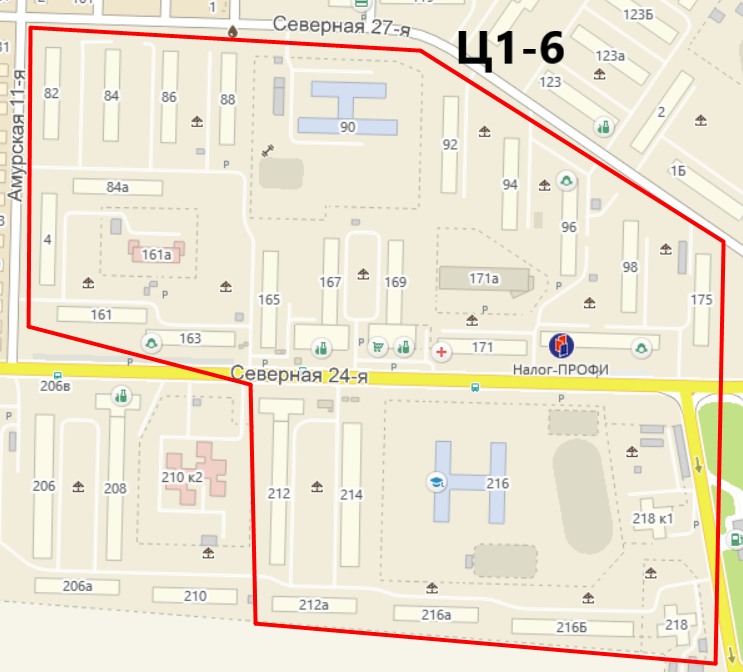 1
Северная 27-я
Ц1-6
123Б
123а
123
2
1Б
Амурская 11-я
82
84
86
88
90
92
94
96
98
84а
4
161а
161
163
165
167
169
171а
171
175
Налог-ПРОФИ
P
P
P
P
P
P
P
P
P
P
P
Северная 24-я
206в
206
208
210 к2
212
214
216
218 к1
206а
210
212а
216а
216Б
218